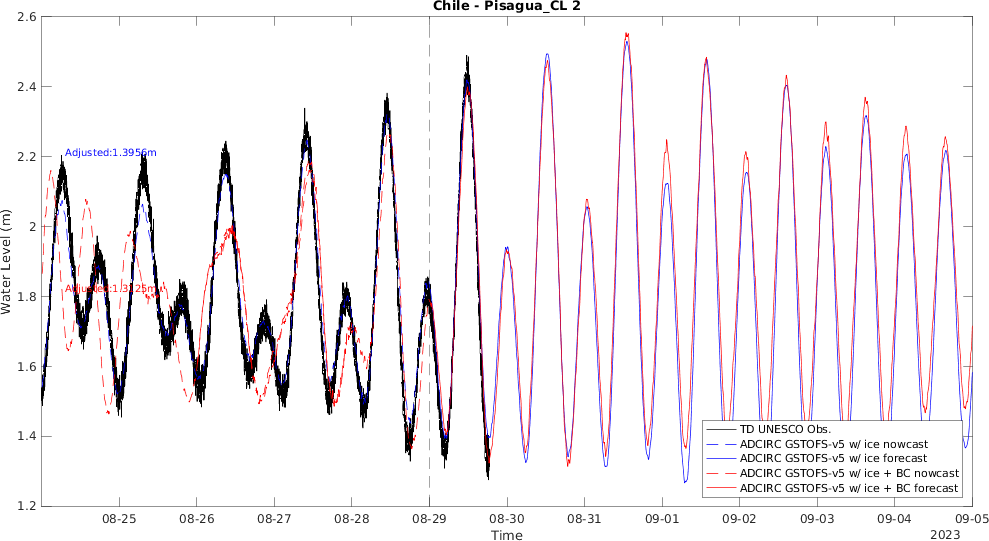 Chile - Pisagua_CL 2
2.6
2.4
2.2
2
1.8
1.6
1.4
1.2
Water Level (m)
Adjusted:1.3956m
Adjusted:1.3125m
TD UNESCO Obs.
ADCIRC GSTOFS-v5 w/ ice nowcast
ADCIRC GSTOFS-v5 w/ ice forecast
ADCIRC GSTOFS-v5 w/ ice + BC nowcast
ADCIRC GSTOFS-v5 w/ ice + BC forecast
08-25 08-26 08-27 08-28 08-29 08-30 08-31 09-01 09-02 09-03 09-04 09-05
2023
Time